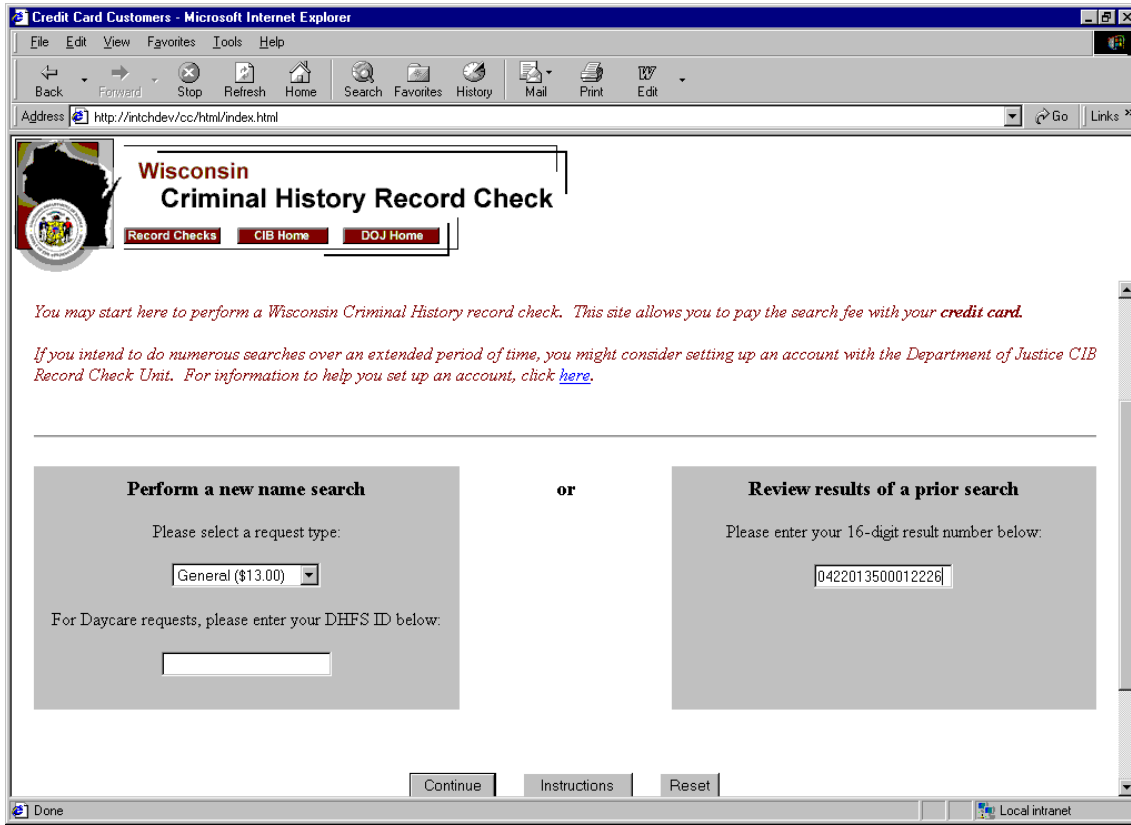 Credit Card Customers - Microsoft Internet Explorer
File Edit View Favorites Tools Help
Back Forward Stop Refresh Home Search Favorites History Mail Print Edit
Address http://intchdev/cc/html/index.html Go Links »
Wisconsin
Criminal History Record Check
Record Checks CIB Home DOJ Home
You may start here to perform a Wisconsin Criminal History record check. This site allows you to pay the search fee with your credit card.
If you intend to do numerous searches over an extended period of time, you might consider setting up an account with the Department of Justice CIB
Record Check Unit. For information to help you set up an account, click here.
Perform a new name search or Review results of a prior search
Please select a request type: Please enter your 16-digit result number below:
General ($13.00) 0422013500012226
For Daycare requests, please enter your DHFS ID below:
Continue Instructions Reset
Done Local intranet